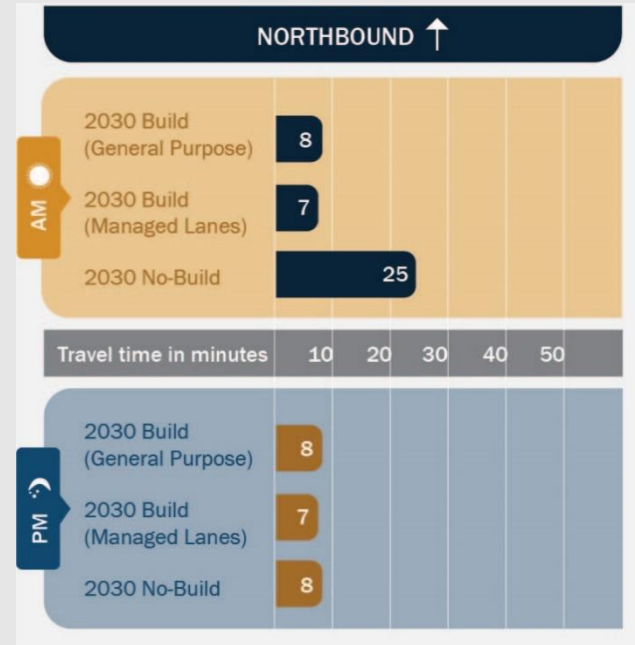 NORTHBOUND ↑
AM
2030 Build
(General Purpose)
8
2030 Build
(Managed Lanes)
7
2030 No-Build
25
Travel time in minutes 10 20 30 40 50
PM
2030 Build
(General Purpose)
8
2030 Build
(Managed Lanes)
7
2030 No-Build
8